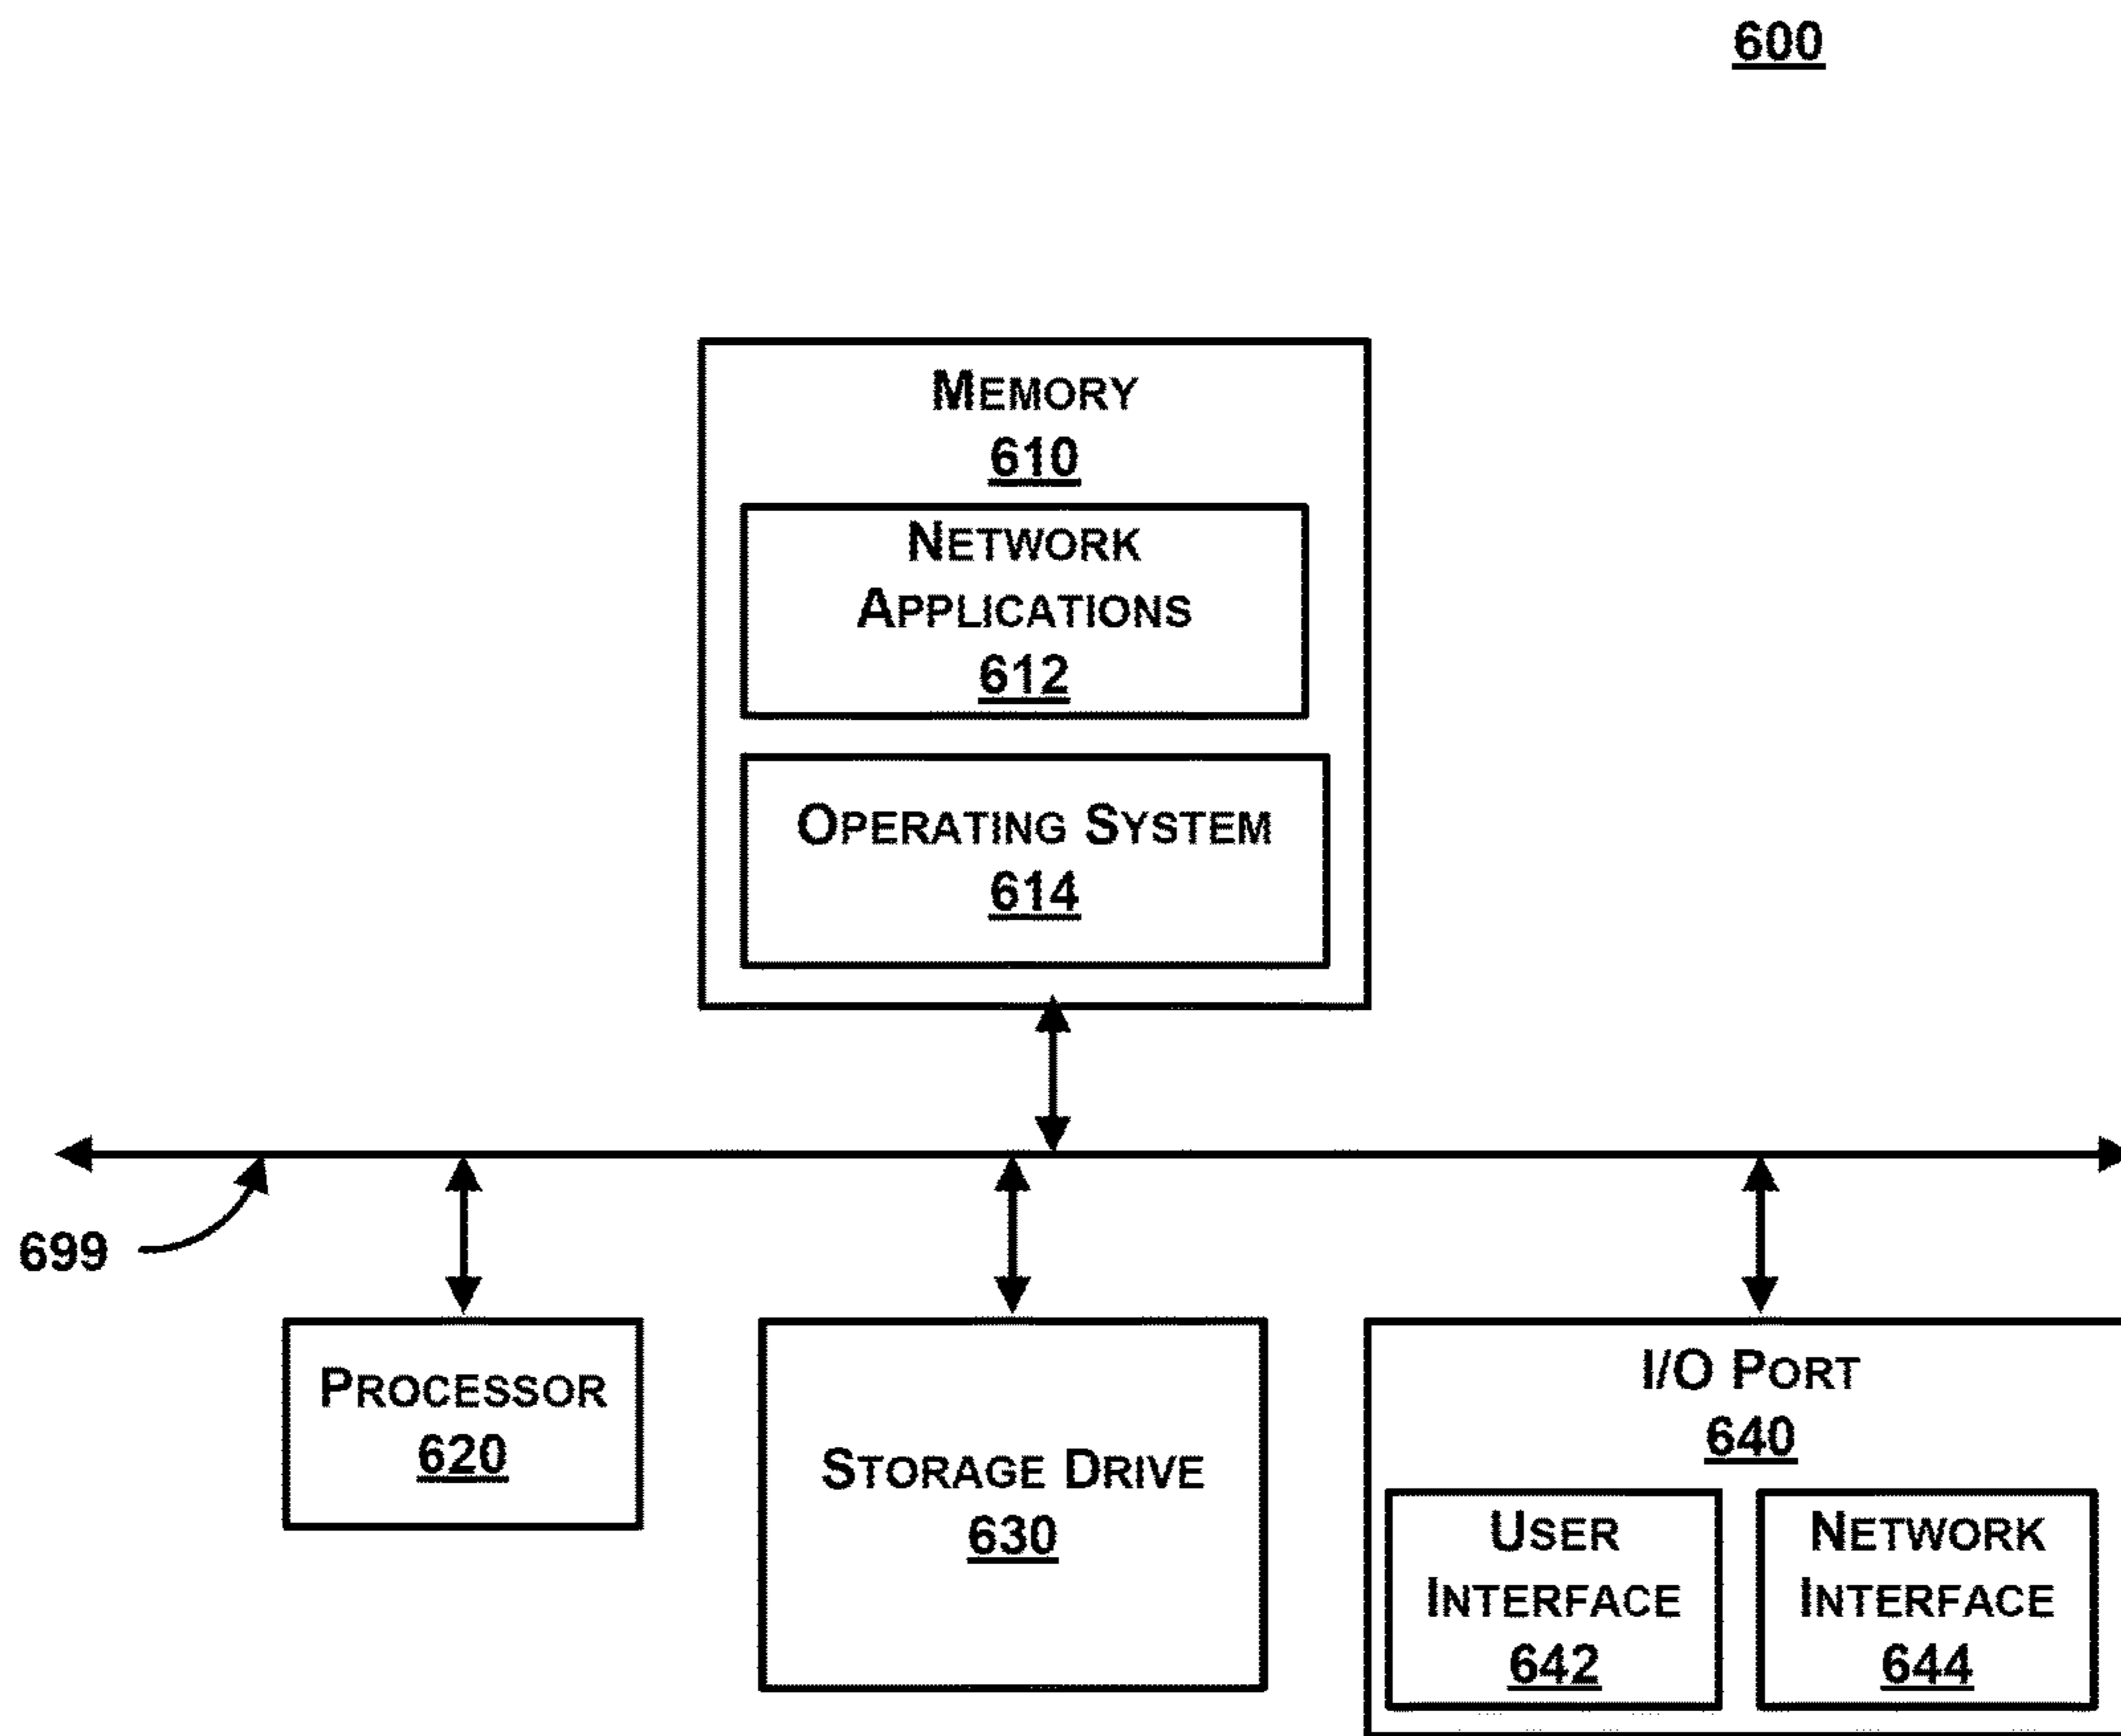 600
MEMORY
610
NETWORK
APPLICATIONS
612
OPERATING SYSTEM
614
699
PROCESSOR
620
STORAGE DRIVE
630
I/O PORT
640
USER
INTERFACE
642
NETWORK
INTERFACE
644